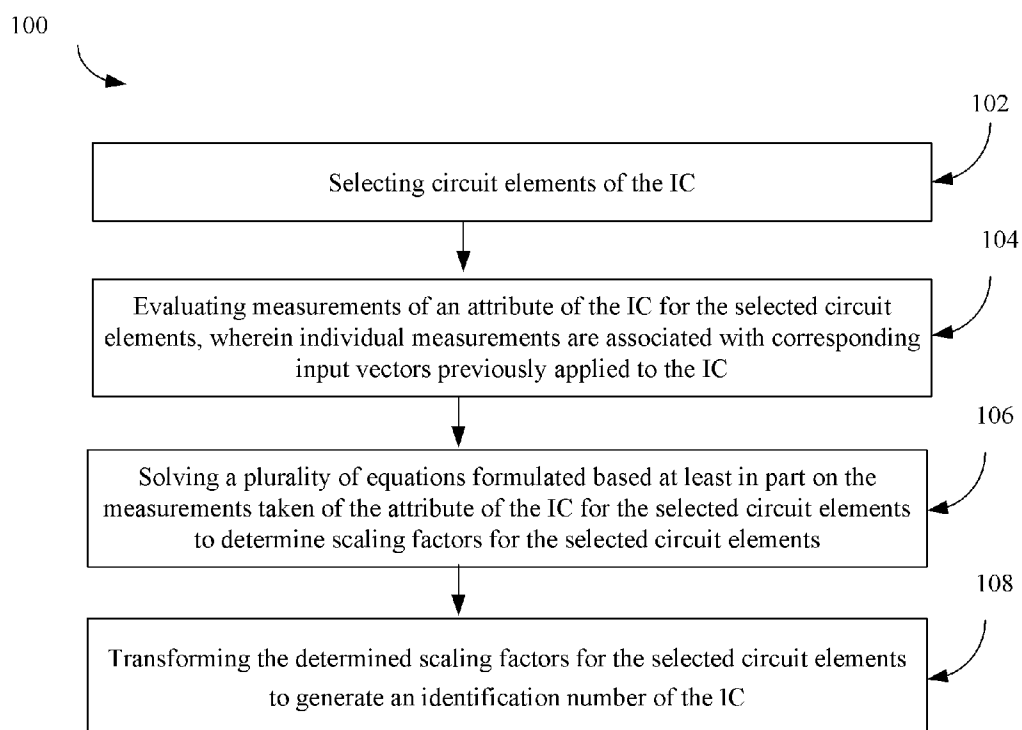 100
102
Selecting circuit elements of the IC
104
Evaluating measurements of an attribute of the IC for the selected circuit
elements, wherein individual measurements are associated with corresponding
input vectors previously applied to the IC
106
Solving a plurality of equations formulated based at least in part on the
measurements taken of the attribute of the IC for the selected circuit elements
to determine scaling factors for the selected circuit elements
108
Transforming the determined scaling factors for the selected circuit elements
to generate an identification number of the IC